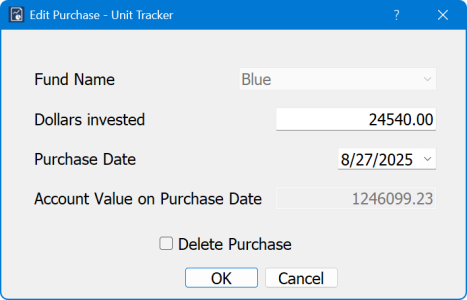 Edit Purchase - Unit Tracker ?
Fund Name Blue
Dollars invested 24540.00
Purchase Date 8/27/2025
Account Value on Purchase Date 1246099.23
Delete Purchase
OK Cancel